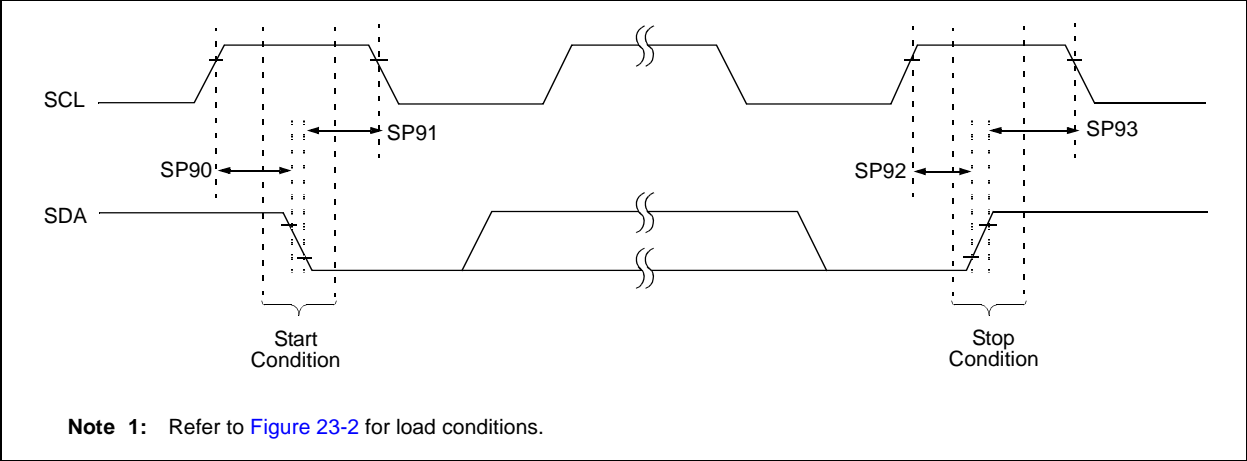 SCL
SP91
SP93
SP90
SP92
SDA
Start
Condition
Stop
Condition
Note 1: Refer to Figure 23-2 for load conditions.